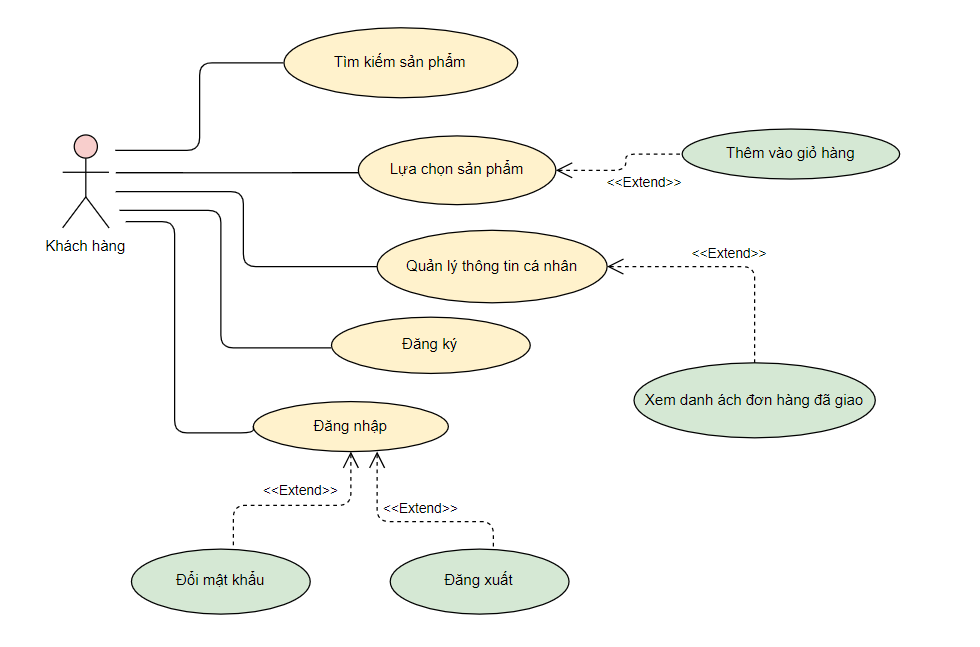 Tìm kiếm sản phẩm
Lựa chọn sản phẩm
Thêm vào giỏ hàng
<<Extend>>
Khách hàng
Quản lý thông tin cá nhân
<<Extend>>
Đăng ký
Xem danh ách đơn hàng đã giao
Đăng nhập
<<Extend>>
<<Extend>>
Đổi mật khẩu
Đăng xuất